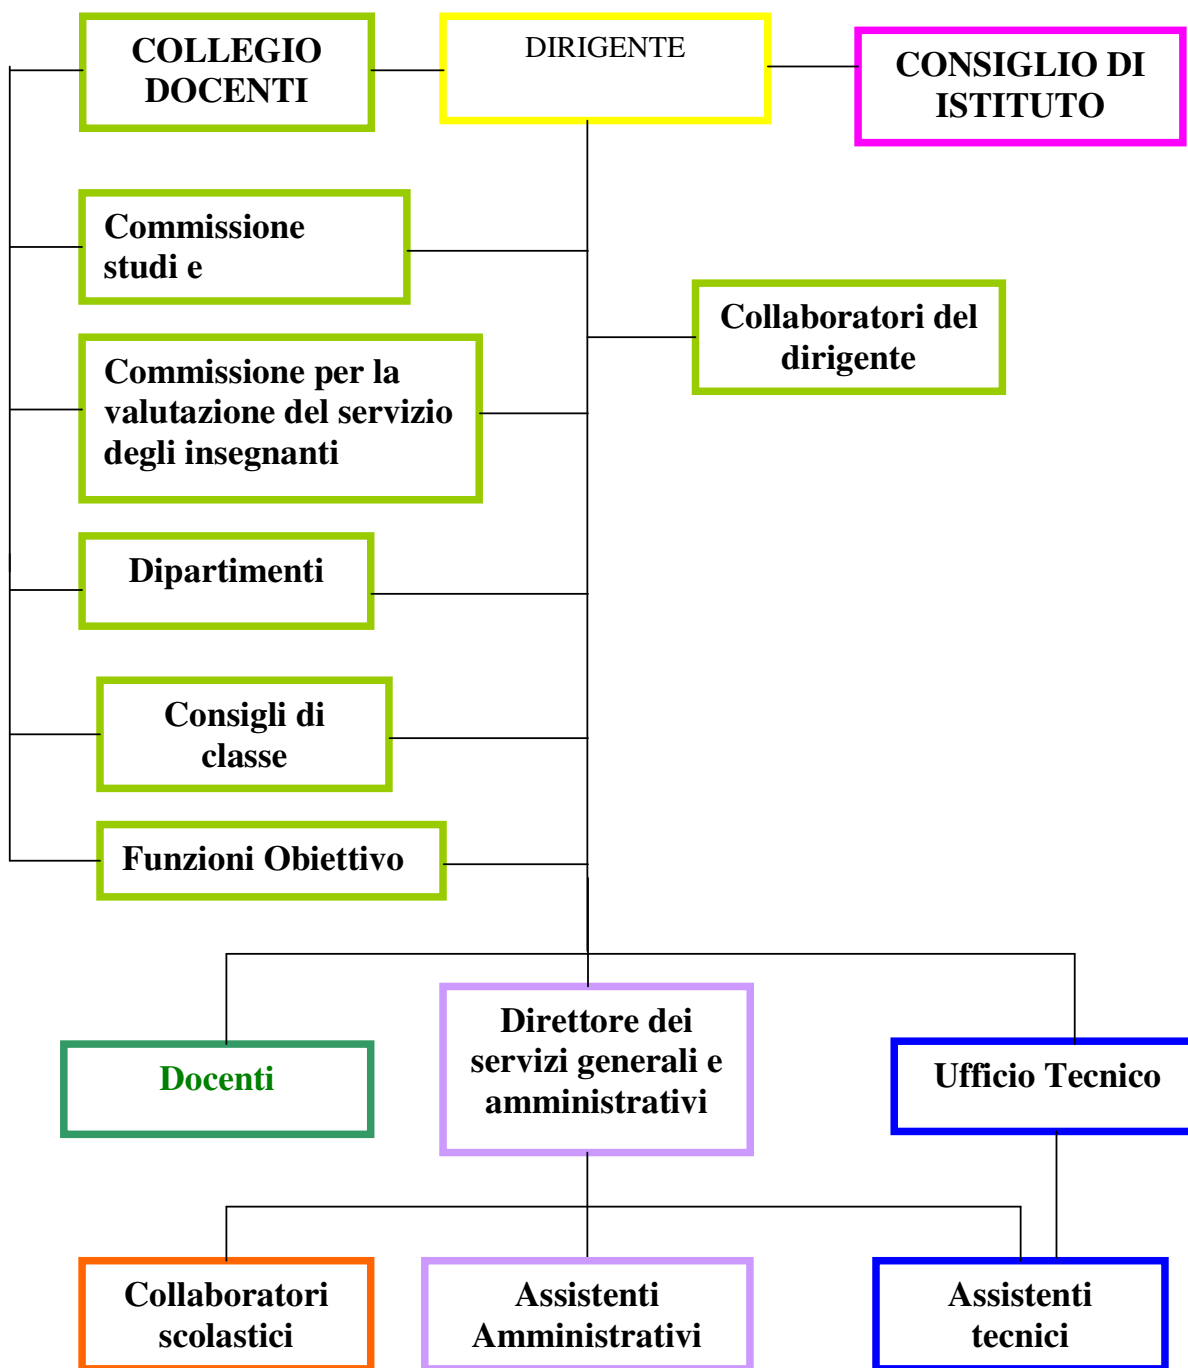 COLLEGIO
DOCENTI
DIRIGENTE
CONSIGLIO DI
ISTITUTO
Commissione
studi e
Collaboratori del
dirigente
Commissione per la
valutazione del servizio
degli insegnanti
Dipartimenti
Consigli di
classe
Funzioni Obiettivo
Docenti
Direttore dei
servizi generali e
amministrativi
Ufficio Tecnico
Collaboratori
scolastici
Assistenti
Amministrativi
Assistenti
tecnici